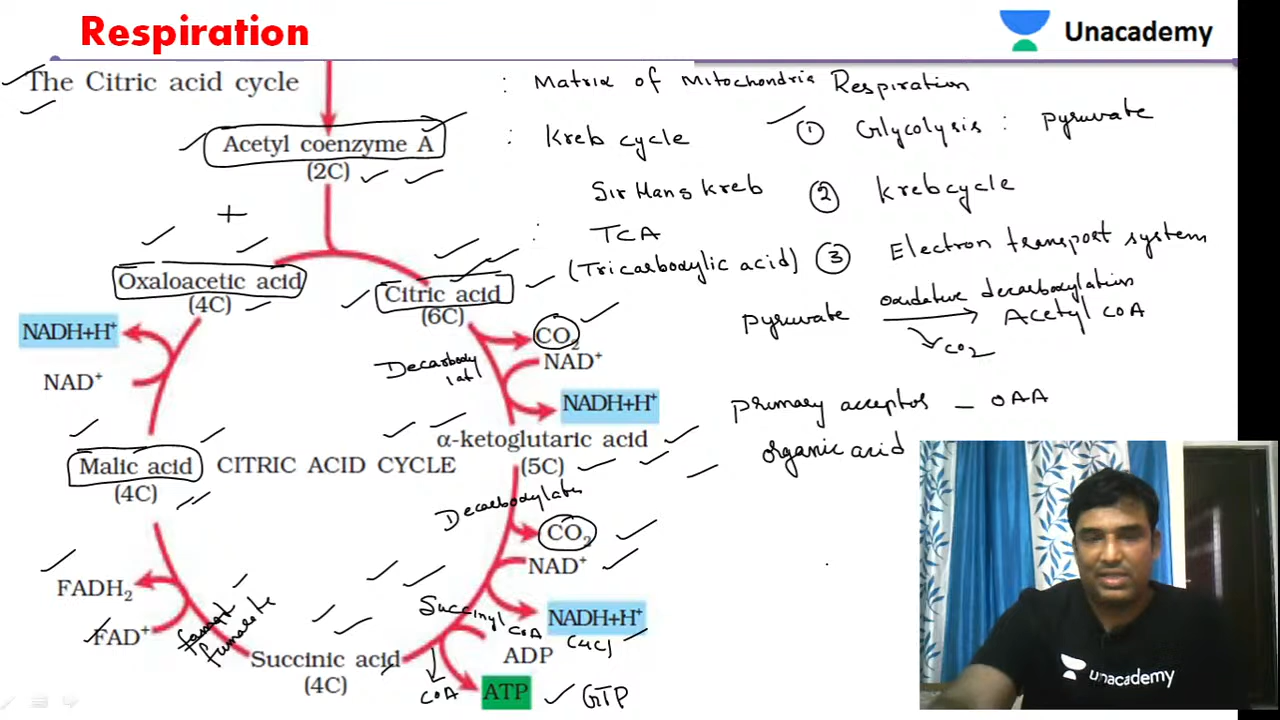 Respiration
Unacademy
The Citric acid cycle
: Matrix of Mitochondria
Respiration
Acetyl coenzyme A
(2C)
: Kreb cycle
① Glycolysis : pyruvate
Sir Hans Kreb
② Krebcycle
+
: TCA
(Tricarboxylic acid)
③ Electron transport system
Oxaloacetic acid
(4C)
Citric acid
(6C)
pyruvate
oxidative decarboxylation
Acetyl COA
CO2
NADH+H⁺
NAD⁺
CO₂
NAD⁺
NADH+H⁺
primary acceptor – OAA
organic acid
α-ketoglutaric acid
(5C)
Malic acid
(4C)
CITRIC ACID CYCLE
CO₂
NAD⁺
FADH₂
FAD⁺
fumarate
Succinyl COA
NADH+H⁺
(4C)
ADP
Succinic acid
(4C)
COA
ATP
GTP
unacademy